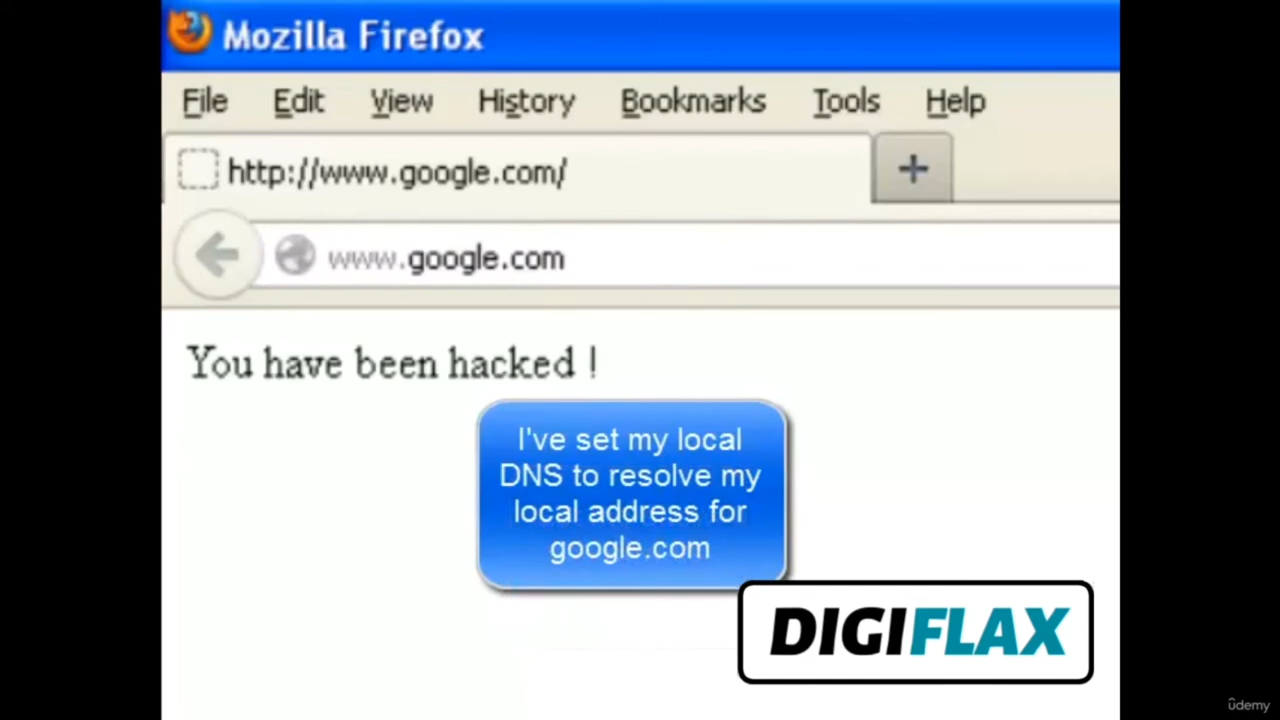 Mozilla Firefox
File Edit View History Bookmarks Tools Help
http://www.google.com/ +
www.google.com
You have been hacked !
I've set my local
DNS to resolve my
local address for
google.com
DIGIFLAX
ûdemy